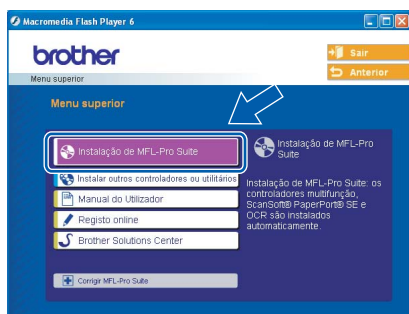 Macromedia Flash Player 6
brother
Sair
Anterior
Menu superior
Menu superior
Instalação de MFL-Pro Suite
Instalar outros controladores ou utilitários
Manual do Utilizador
Registo online
Brother Solutions Center
Corrigir MFL-Pro Suite
Instalação de MFL-Pro
Suite
Instalação de MFL-Pro Suite: os
controladores multifunção,
ScanSoft® PaperPort® SE e
OCR são instalados
automaticamente.